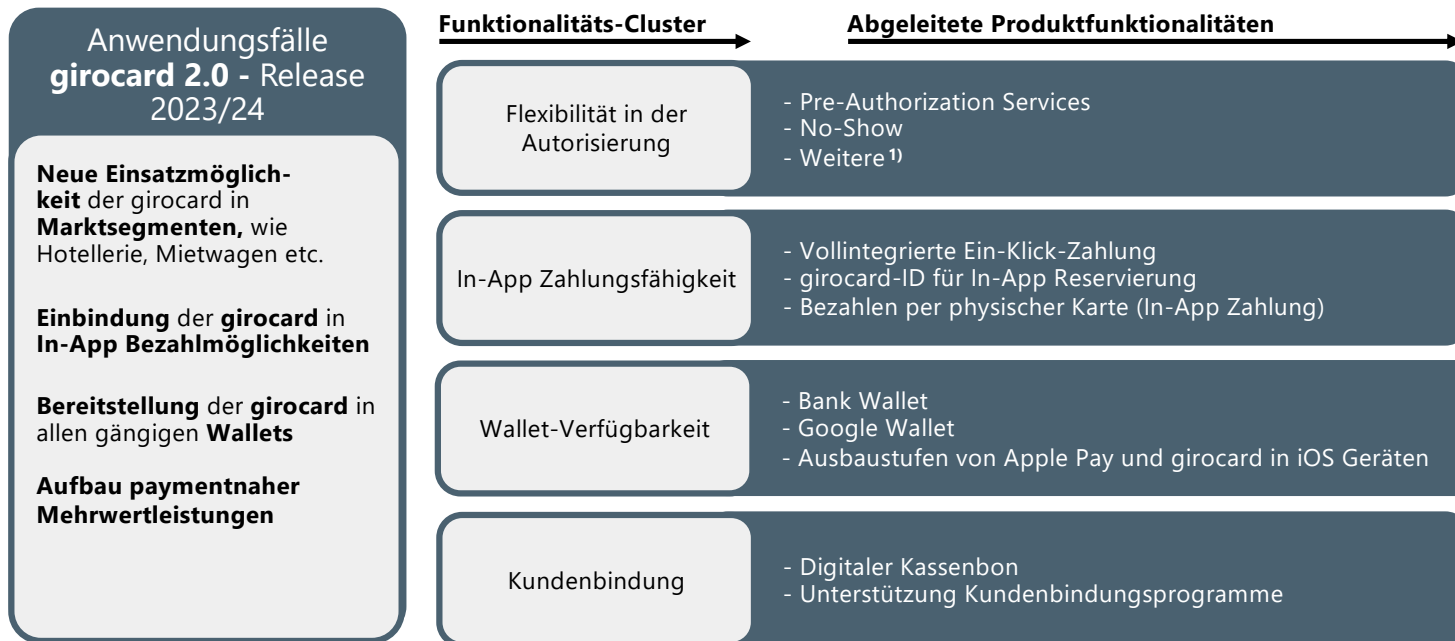 Anwendungsfälle
girocard 2.0 - Release
2023/24
Neue Einsatzmöglich-
keit der girocard in
Marktsegmenten, wie
Hotellerie, Mietwagen etc.
Einbindung der girocard in
In-App Bezahlmöglichkeiten
Bereitstellung der girocard in
allen gängigen Wallets
Aufbau paymentnaher
Mehrwertleistungen
Funktionalitäts-Cluster
Abgeleitete Produktfunktionalitäten
Flexibilität in der
Autorisierung
- Pre-Authorization Services
- No-Show
- Weitere 1)
In-App Zahlungsfähigkeit
- Vollintegrierte Ein-Klick-Zahlung
- girocard-ID für In-App Reservierung
- Bezahlen per physischer Karte (In-App Zahlung)
Wallet-Verfügbarkeit
- Bank Wallet
- Google Wallet
- Ausbaustufen von Apple Pay und girocard in iOS Geräten
Kundenbindung
- Digitaler Kassenbon
- Unterstützung Kundenbindungsprogramme